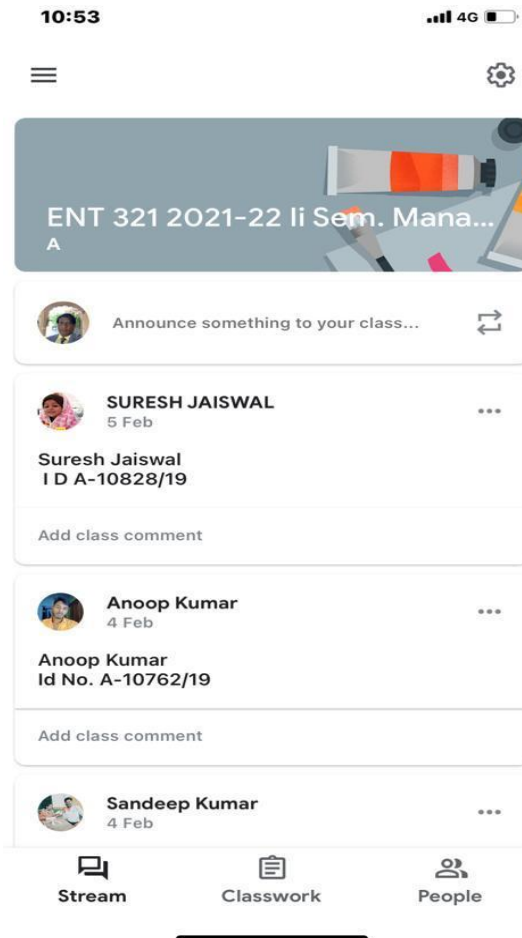 10:53
4G
ENT 321 2021-22 Ii Sem. Mana...
A
Announce something to your class...
SURESH JAISWAL
5 Feb
Suresh Jaiswal
I D A-10828/19
Add class comment
Anoop Kumar
4 Feb
Anoop Kumar
Id No. A-10762/19
Add class comment
Sandeep Kumar
4 Feb
Stream
Classwork
People